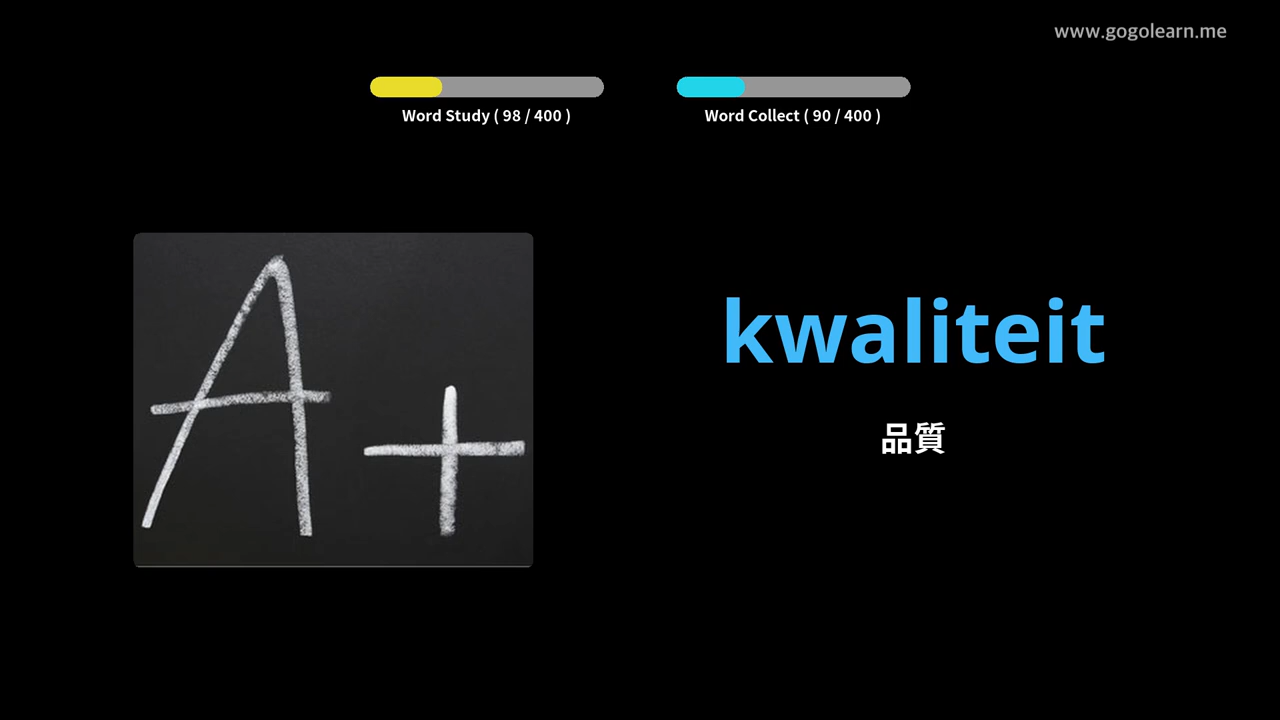 www.gogolearn.me
Word Study ( 98 / 400 )
Word Collect ( 90 / 400 )
A+
kwaliteit
品質